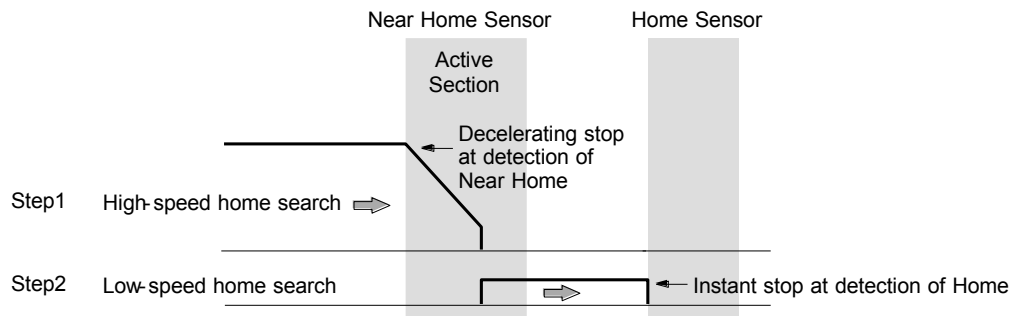 Near Home Sensor
Home Sensor
Active
Section
Decelerating stop
at detection of
Near Home
Step1
High-speed home search
Step2
Low-speed home search
Instant stop at detection of Home